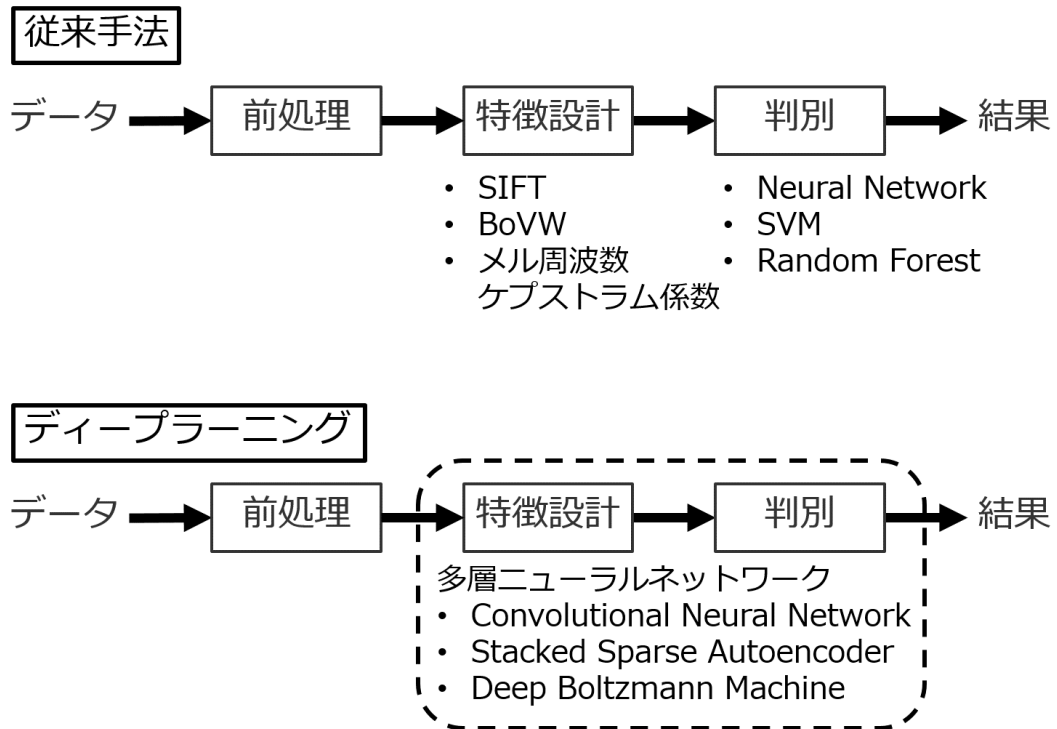 従来手法
データ 前処理 特徴設計 判別 結果
• SIFT
• BoVW
• メル周波数
ケプストラム係数
• Neural Network
• SVM
• Random Forest
ディープラーニング
データ 前処理 特徴設計 判別 結果
多層ニューラルネットワーク
• Convolutional Neural Network
• Stacked Sparse Autoencoder
• Deep Boltzmann Machine